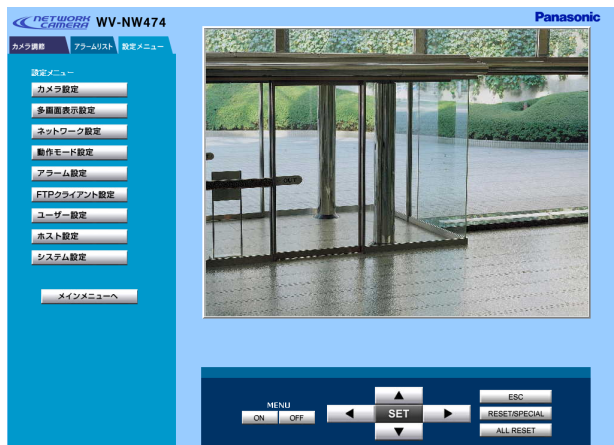 NETWORK
CAMERA WV-NW474
Panasonic
カメラ調節 アラームリスト 設定メニュー
設定メニュー
カメラ設定
多画面表示設定
ネットワーク設定
動作モード設定
アラーム設定
FTPクライアント設定
ユーザー設定
ホスト設定
システム設定
メインメニューへ
OUT
MENU
ON OFF
SET
ESC
RESET/SPECIAL
ALL RESET